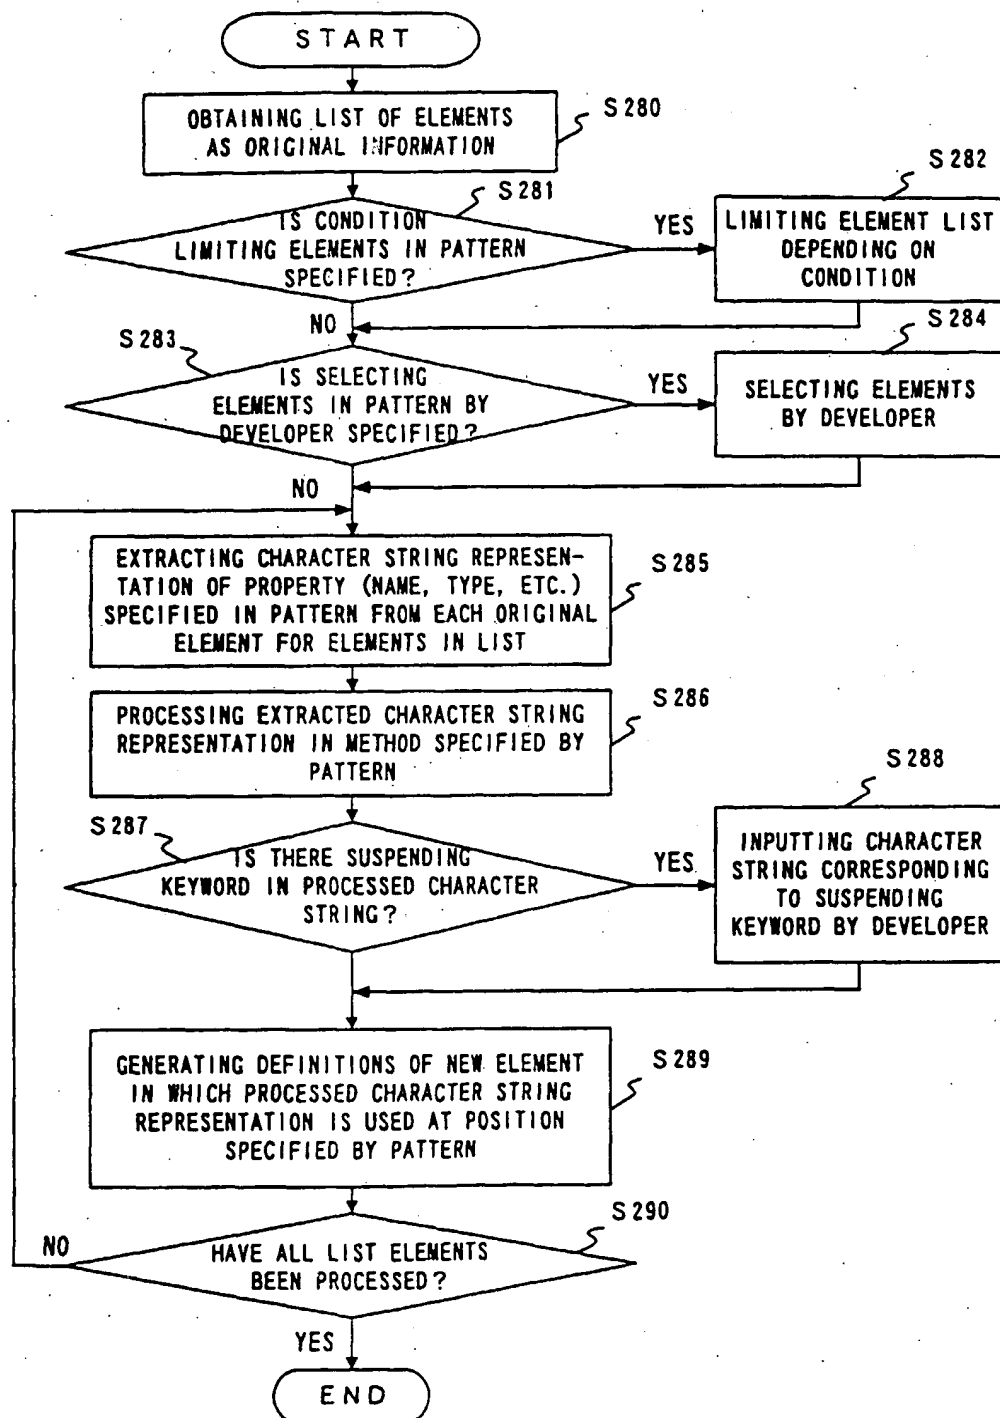 START
OBTAINING LIST OF ELEMENTS
AS ORIGINAL INFORMATION
S280
S281
IS CONDITION
LIMITING ELEMENTS IN PATTERN
SPECIFIED?
YES
S282
LIMITING ELEMENT LIST
DEPENDING ON
CONDITION
NO
S283
IS SELECTING
ELEMENTS IN PATTERN BY
DEVELOPER SPECIFIED?
YES
S284
SELECTING ELEMENTS
BY DEVELOPER
NO
EXTRACTING CHARACTER STRING REPRESEN-
TATION OF PROPERTY (NAME, TYPE, ETC.)
SPECIFIED IN PATTERN FROM EACH ORIGINAL
ELEMENT FOR ELEMENTS IN LIST
S285
PROCESSING EXTRACTED CHARACTER STRING
REPRESENTATION IN METHOD SPECIFIED BY
PATTERN
S286
S287
IS THERE SUSPENDING
KEYWORD IN PROCESSED CHARACTER
STRING?
YES
S288
INPUTTING CHARACTER
STRING CORRESPONDING
TO SUSPENDING
KEYWORD BY DEVELOPER
GENERATING DEFINITIONS OF NEW ELEMENT
IN WHICH PROCESSED CHARACTER STRING
REPRESENTATION IS USED AT POSITION
SPECIFIED BY PATTERN
S289
S290
HAVE ALL LIST ELEMENTS
BEEN PROCESSED?
NO
YES
END